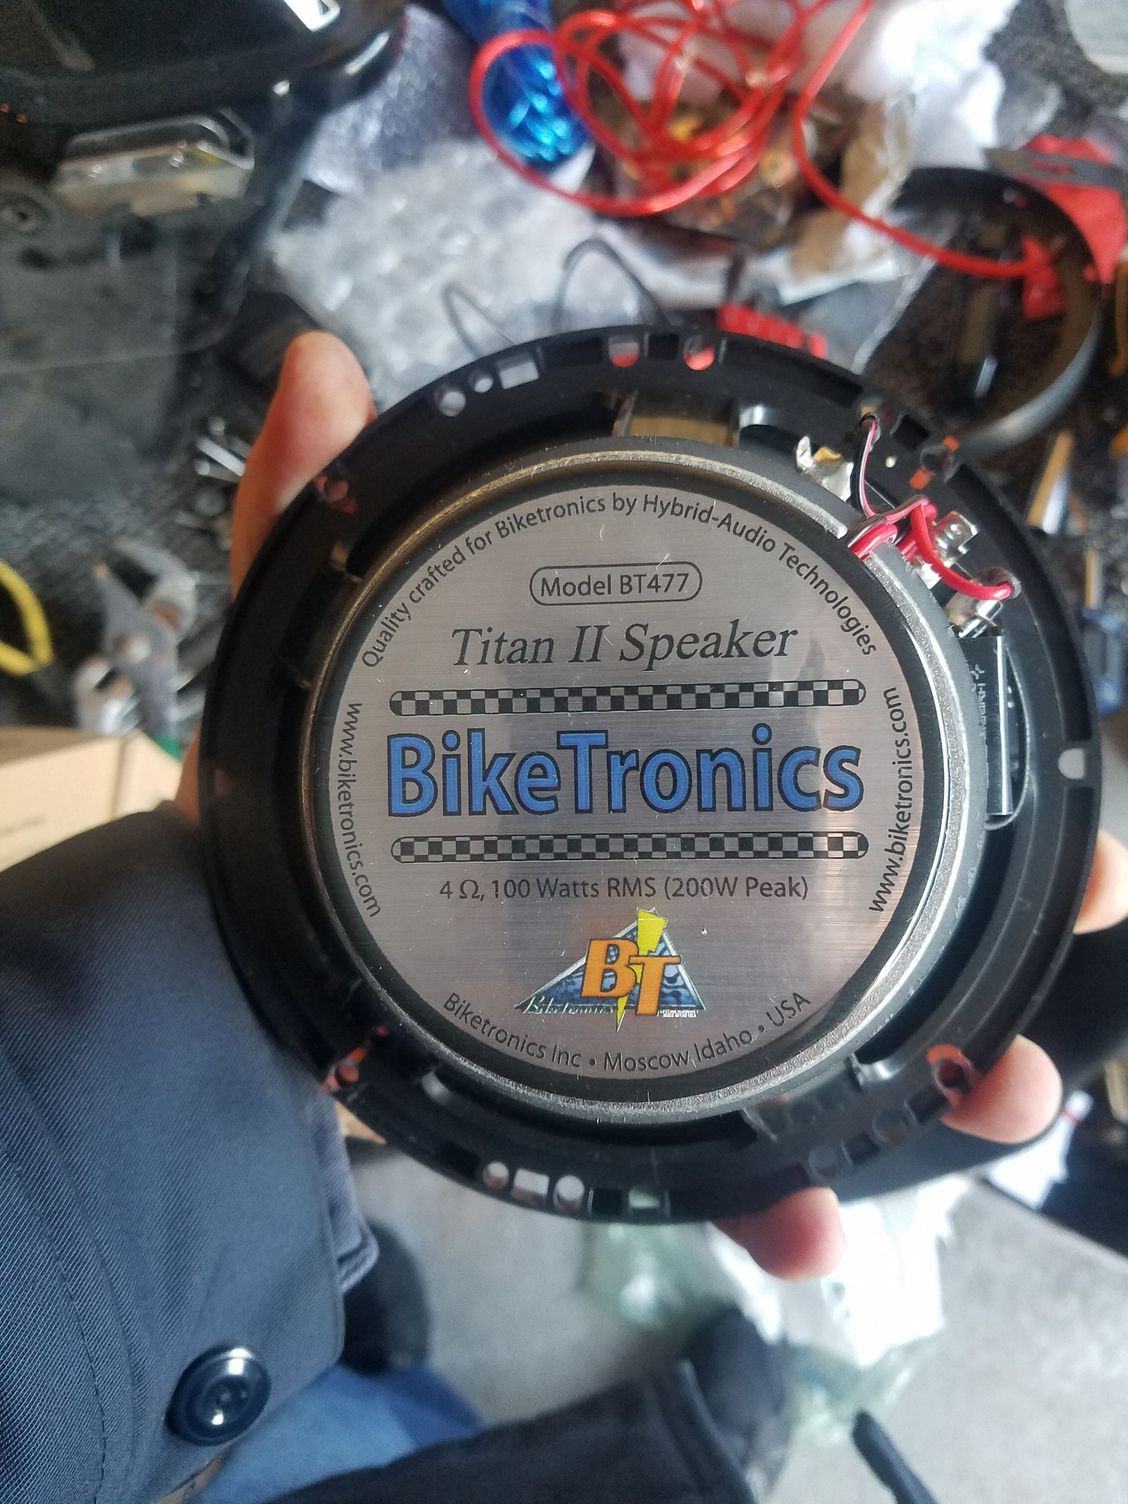 Quality crafted for Biketronics by Hybrid-Audio Technologies
Model BT477
Titan II Speaker
www.biketronics.com
BikeTronics
www.biketronics.com
4 Ω, 100 Watts RMS (200W Peak)
BT
Biketronics
Biketronics Inc • Moscow, Idaho • USA